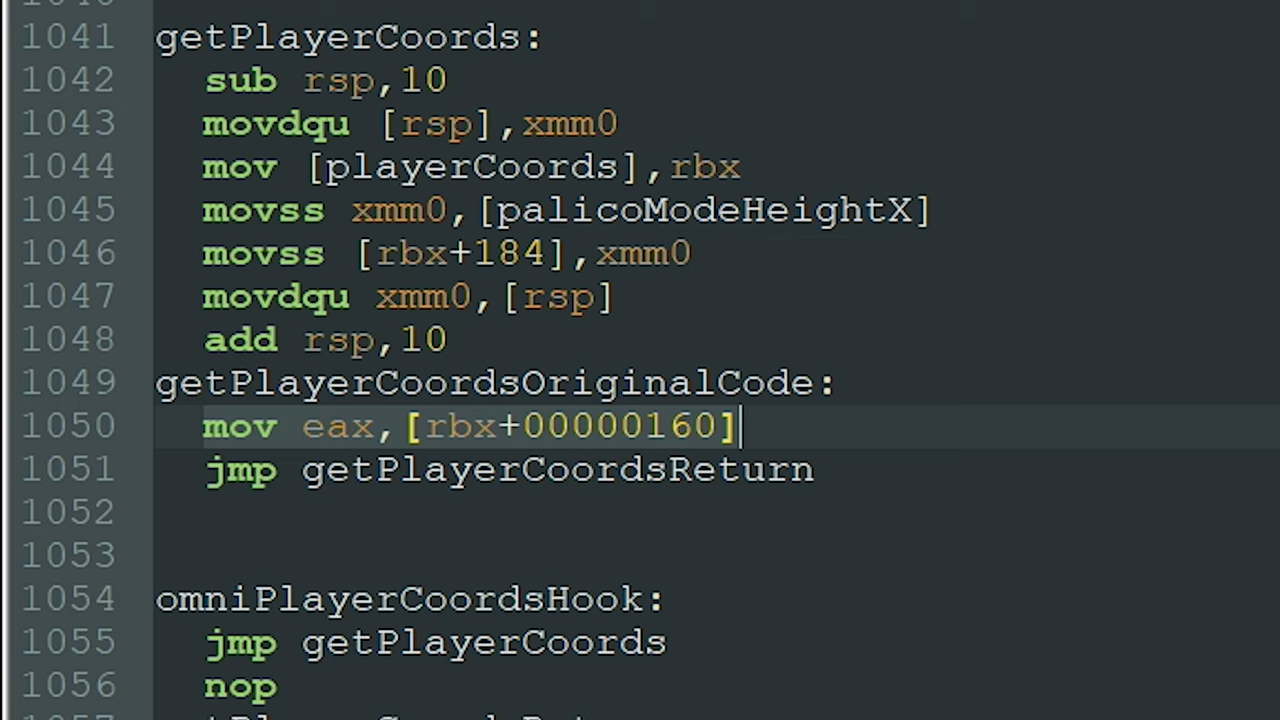 1041 getPlayerCoords:
1042 sub rsp,10
1043 movdqu [rsp],xmm0
1044 mov [playerCoords],rbx
1045 movss xmm0,[palicoModeHeightX]
1046 movss [rbx+184],xmm0
1047 movdqu xmm0,[rsp]
1048 add rsp,10
1049 getPlayerCoordsOriginalCode:
1050 mov eax,[rbx+00000160]
1051 jmp getPlayerCoordsReturn
1052
1053
1054 omniPlayerCoordsHook:
1055 jmp getPlayerCoords
1056 nop